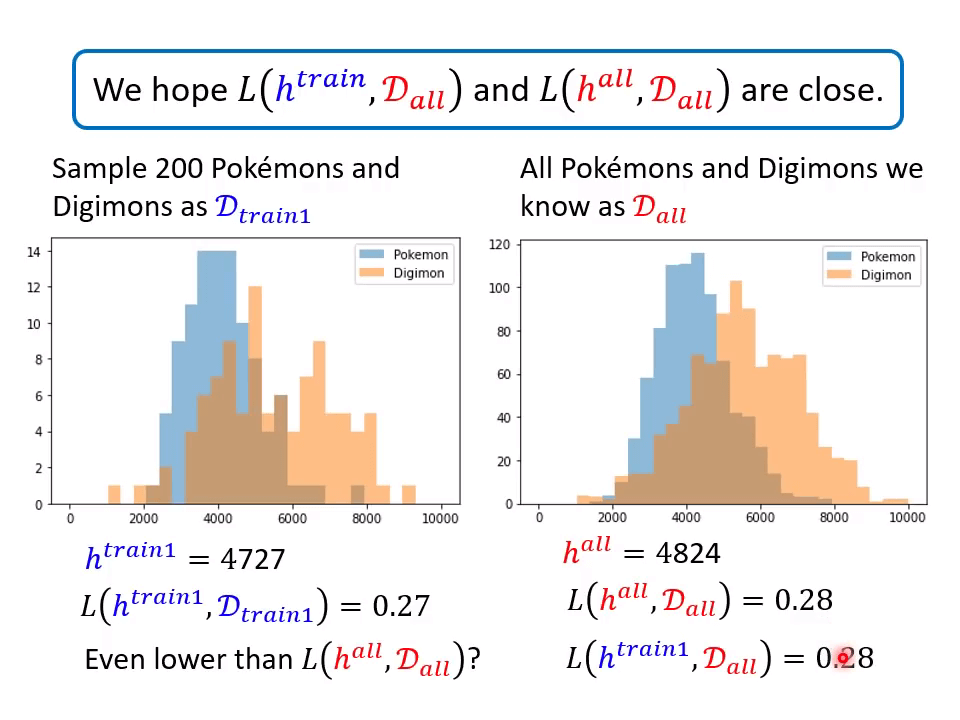 We hope L(h^train, D_all) and L(h^all, D_all) are close.
Sample 200 Pokémons and
Digimons as D_train1
14
12
10
8
6
4
2
0
Pokemon
Digimon
0 2000 4000 6000 8000 10000
h^train1 = 4727
L(h^train1, D_train1) = 0.27
Even lower than L(h^all, D_all)?
All Pokémons and Digimons we
know as D_all
120
100
80
60
40
20
0
Pokemon
Digimon
0 2000 4000 6000 8000 10000
h^all = 4824
L(h^all, D_all) = 0.28
L(h^train1, D_all) = 0.28